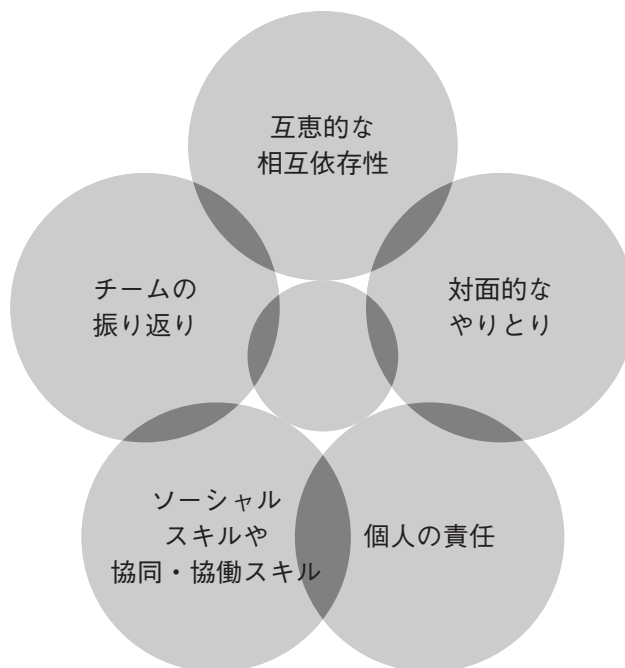 互恵的な
相互依存性
チームの
振り返り
対面的な
やりとり
ソーシャル
スキルや
協同・協働スキル
個人の責任